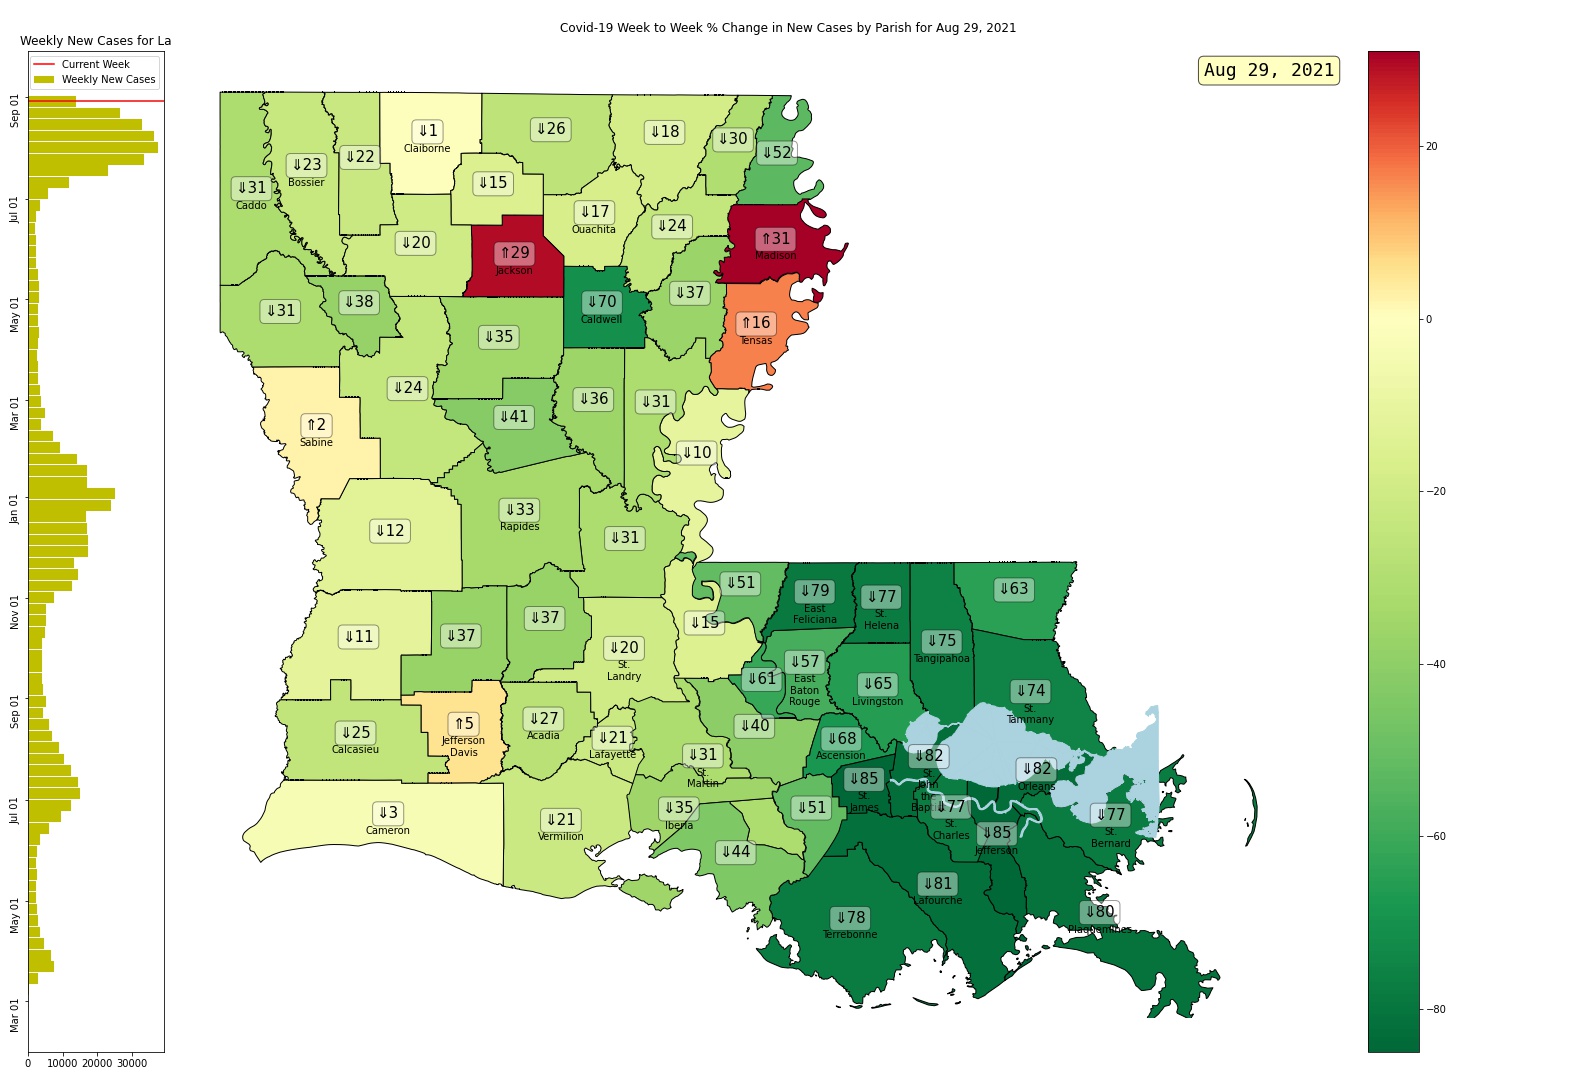 Covid-19 Week to Week % Change in New Cases by Parish for Aug 29, 2021
Weekly New Cases for La
Current Week
Weekly New Cases
Aug 29, 2021
Sep 01
Jul 01
May 01
Mar 01
Jan 01
Nov 01
Sep 01
Jul 01
May 01
Mar 01
0 10000 20000 30000
⇓1
Claiborne
⇓26
⇓18
⇓30
⇓52
⇓22
⇓23
Bossier
⇓31
Caddo
⇓15
⇓17
Ouachita
⇓24
⇑31
Madison
⇓20
⇑29
Jackson
⇓38
⇓31
⇓70
Caldwell
⇓37
⇑16
Tensas
⇓35
⇓24
⇓36
⇓31
⇓41
⇑2
Sabine
⇓10
⇓33
Rapides
⇓12
⇓31
⇓51
⇓79
East
Feliciana
⇓77
St.
Helena
⇓63
⇓11
⇓37
⇓37
⇓15
⇓75
Tangipahoa
⇓20
St.
Landry
⇓57
East
Baton
Rouge
⇓61
⇓65
Livingston
⇓74
St.
Tammany
⇓25
Calcasieu
⇑5
Jefferson
Davis
⇓27
Acadia
⇓21
Lafayette
⇓40
⇓68
Ascension
⇓31
St.
Martin
⇓82
St.
John
the
Baptist
⇓82
Orleans
⇓85
St.
James
⇓3
Cameron
⇓21
Vermilion
⇓35
Iberia
⇓51
⇓77
St.
Charles
⇓77
St.
Bernard
⇓85
Jefferson
⇓44
⇓81
Lafourche
⇓78
Terrebonne
⇓80
Plaquemines
20
0
−20
−40
−60
−80